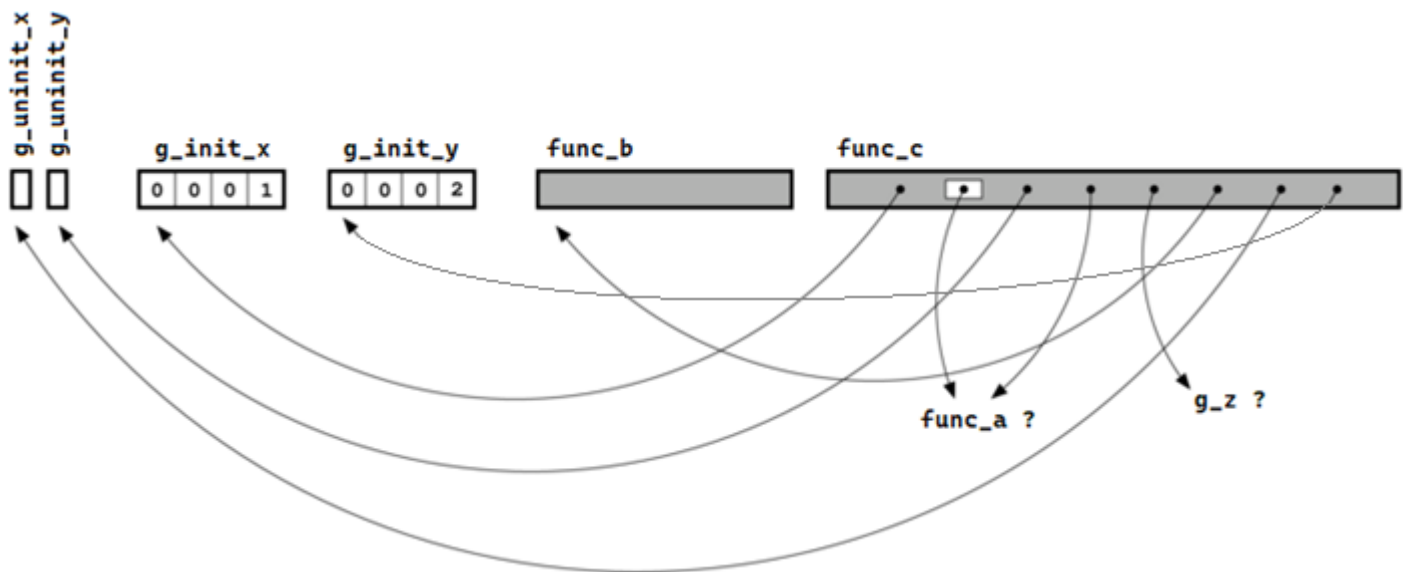 g_uninit_x
g_uninit_y
g_init_x
g_init_y
func_b
func_c
0 0 0 1
0 0 0 2
g_z ?
func_a ?